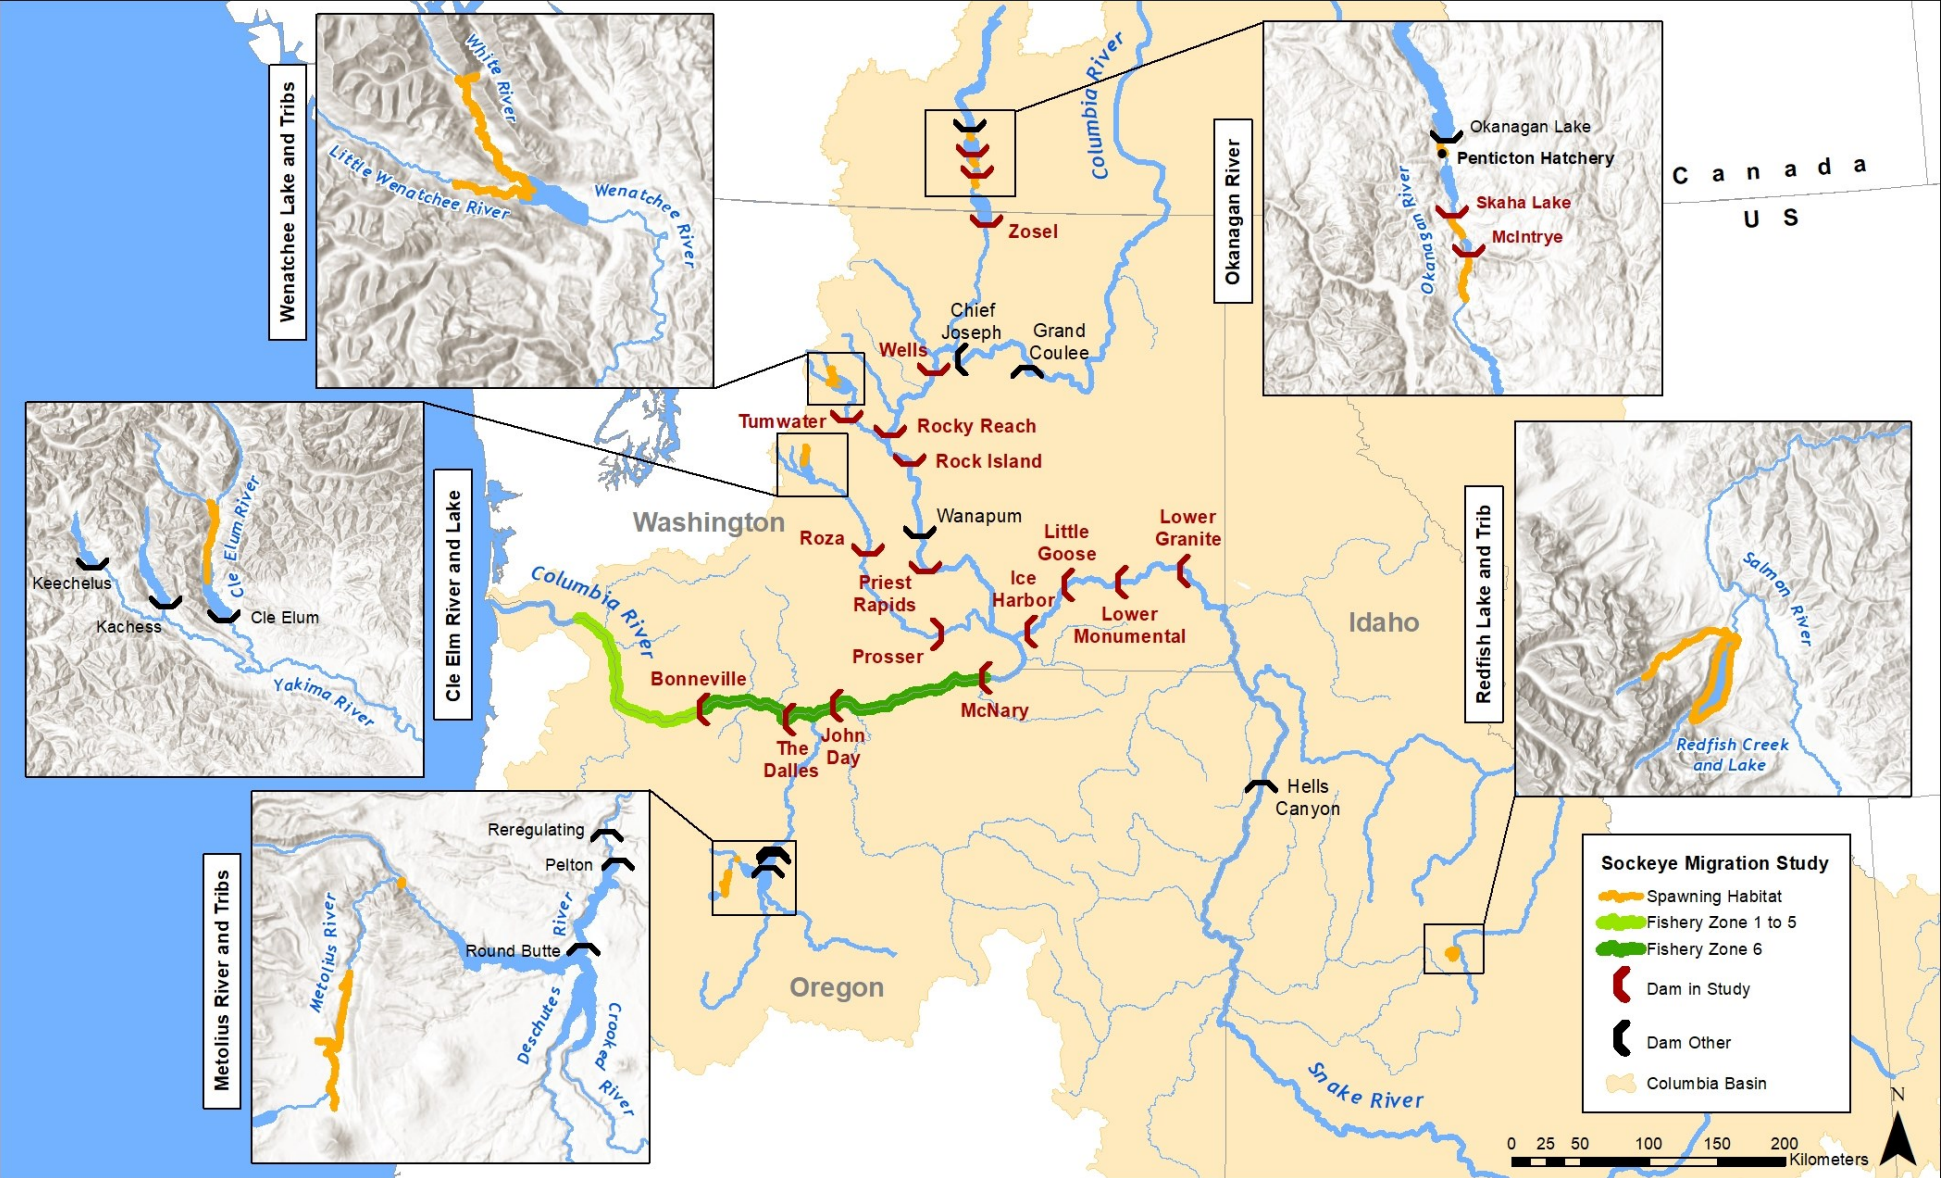 Wenatchee Lake and Tribs
White River
Little Wenatchee River
Wenatchee River
Columbia River
Okanagan River
Okanagan Lake
Penticton Hatchery
Okanagan River
Skaha Lake
McIntrye
Canada
US
Zosel
Chief
Joseph
Grand
Coulee
Wells
Tumwater
Rocky Reach
Rock Island
Washington
Wanapum
Roza
Priest
Rapids
Prosser
Little
Goose
Lower
Granite
Ice
Harbor
Lower
Monumental
Idaho
Cle Elm River and Lake
Cle Elum River
Keechelus
Kachess
Cle Elum
Yakima River
Columbia River
Bonneville
The
Dalles
John
Day
McNary
Redfish Lake and Trib
Salmon River
Redfish Creek
and Lake
Hells
Canyon
Metolius River and Tribs
Reregulating
Pelton
Round Butte
Metolius River
Deschutes River
Crooked River
Oregon
Snake River
Sockeye Migration Study
Spawning Habitat
Fishery Zone 1 to 5
Fishery Zone 6
Dam in Study
Dam Other
Columbia Basin
N
0 25 50 100 150 200
Kilometers